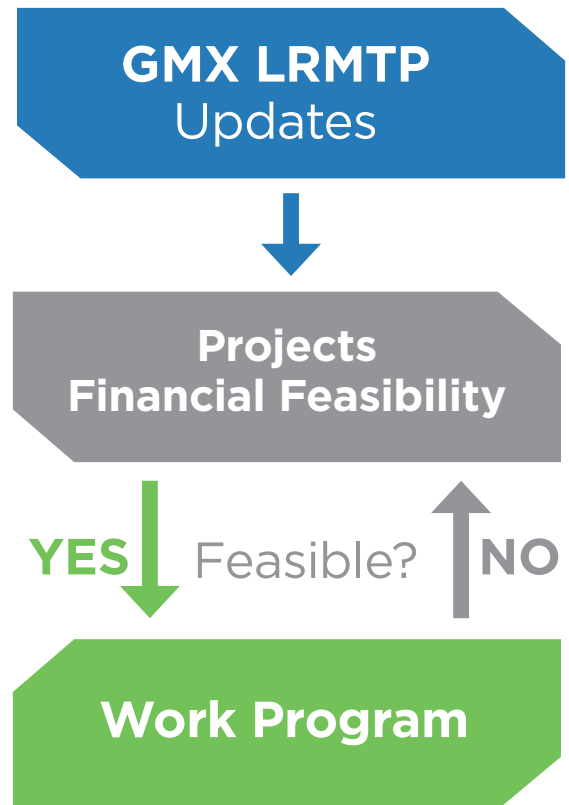 GMX LRMTP
Updates
Projects
Financial Feasibility
YES Feasible? NO
Work Program